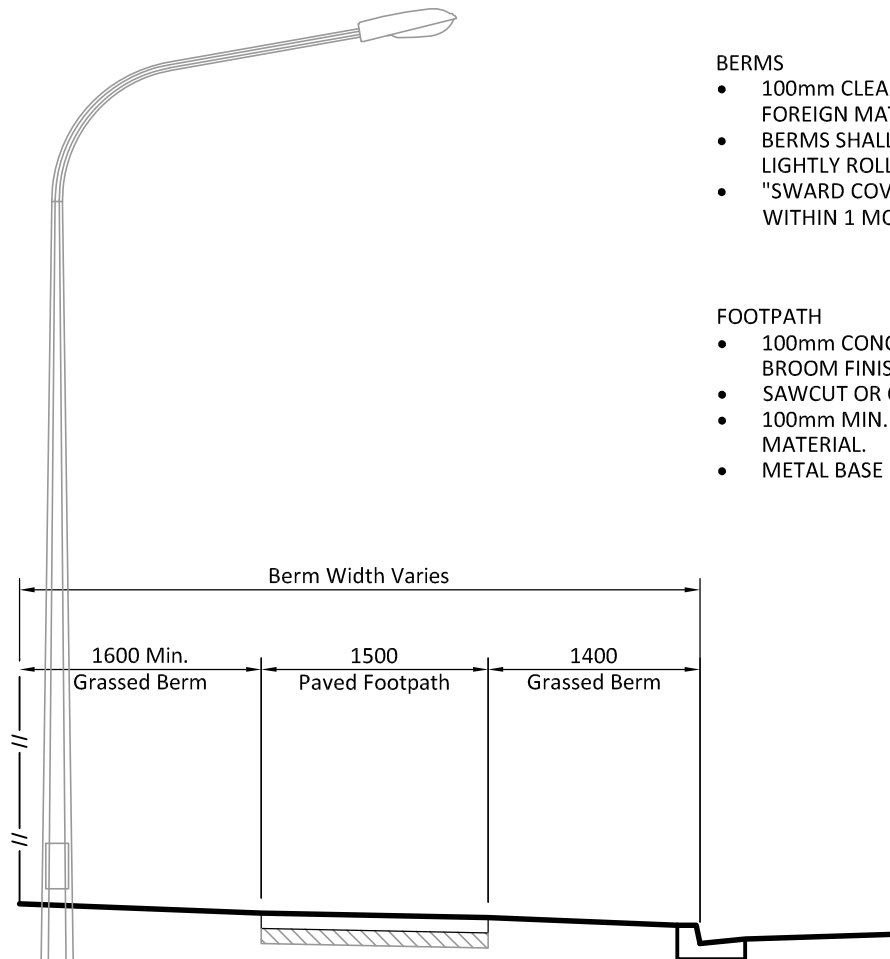 BERMS
• 100mm CLEA
FOREIGN MAT
• BERMS SHALL
LIGHTLY ROLL
• "SWARD COV
WITHIN 1 MO
FOOTPATH
• 100mm CONC
BROOM FINIS
• SAWCUT OR
• 100mm MIN.
MATERIAL.
• METAL BASE
Berm Width Varies
1600 Min.
Grassed Berm
1500
Paved Footpath
1400
Grassed Berm